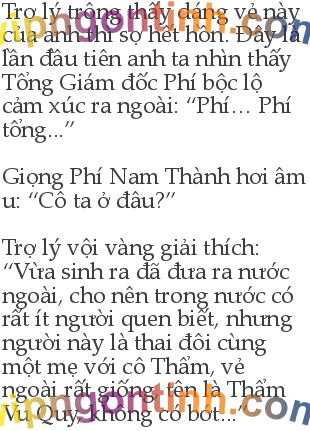 Trợ lý trông thấy dáng vẻ này
của anh thì sợ hết hồn. Đây là
lần đầu tiên anh ta nhìn thấy
Tổng Giám đốc Phí bộc lộ
cảm xúc ra ngoài: “Phí… Phí
tổng...”
Giọng Phí Nam Thành hơi âm
u: “Cô ta ở đâu?”
Trợ lý vội vàng giải thích:
“Vừa sinh ra đã đưa ra nước
ngoài, cho nên trong nước có
rất ít người quen biết, nhưng
người này là thai đôi cùng
một mẹ với cô Thẩm, vẻ
ngoài rất giống, tên là Thẩm
Vu Quy, không có bớt...”
vipngontinh.com
vipngontinh.com